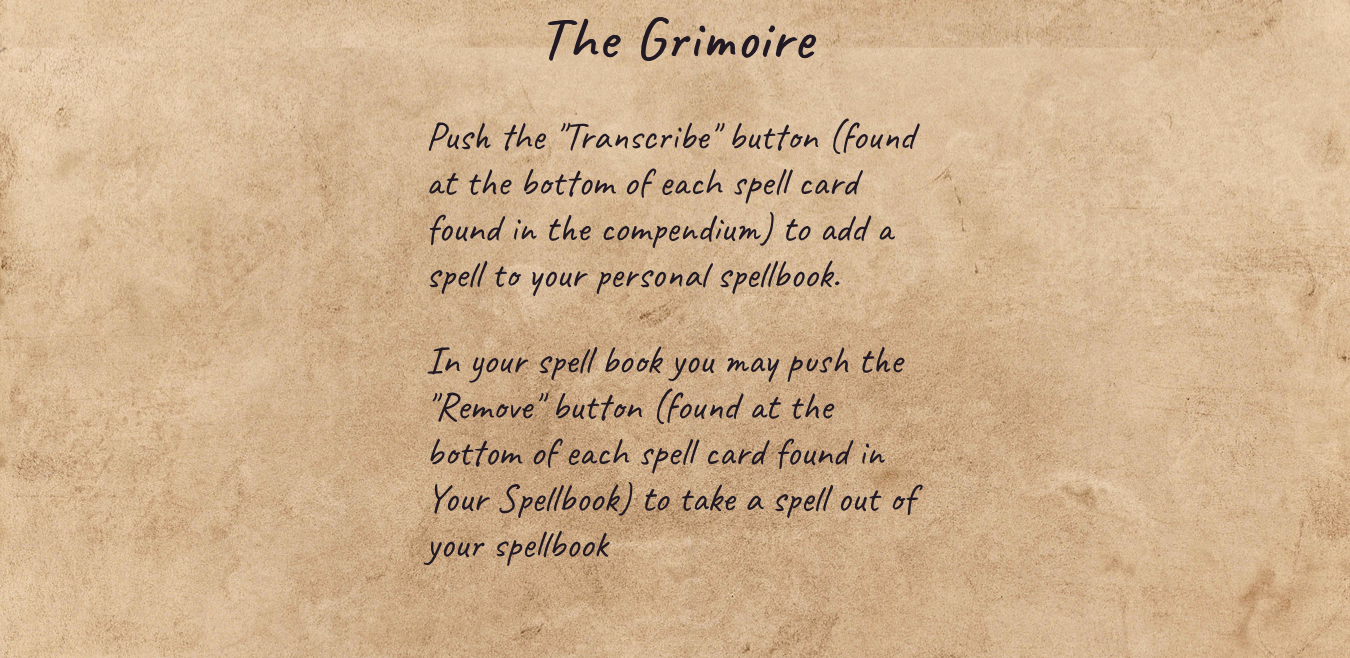 The Grimoire
Push the "Transcribe" button (found
at the bottom of each spell card
found in the compendium) to add a
spell to your personal spellbook.
In your spell book you may push the
"Remove" button (found at the
bottom of each spell card found in
Your Spellbook) to take a spell out of
your spellbook